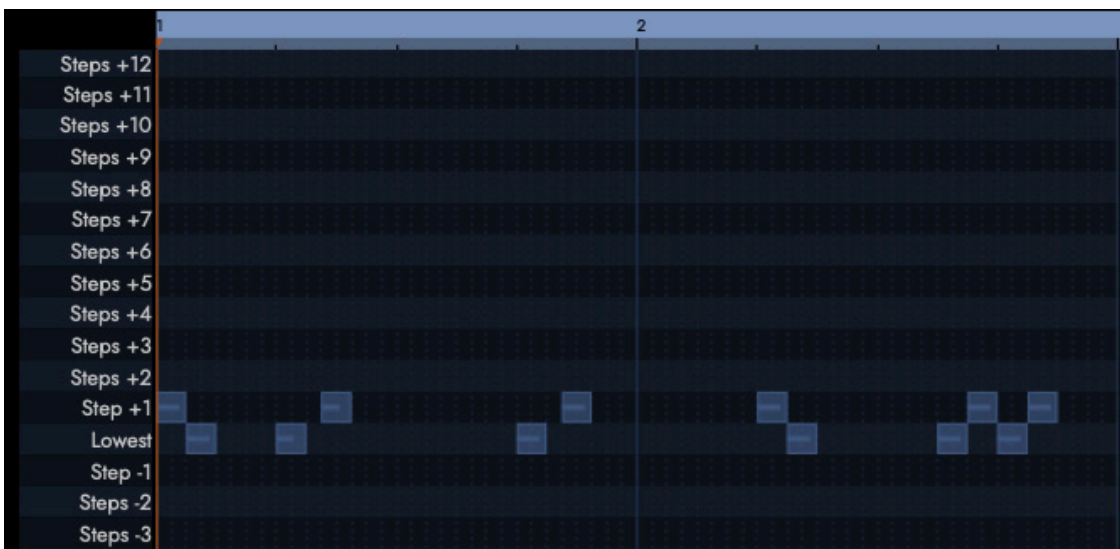 1 2
Steps +12
Steps +11
Steps +10
Steps +9
Steps +8
Steps +7
Steps +6
Steps +5
Steps +4
Steps +3
Steps +2
Step +1
Lowest
Step -1
Steps -2
Steps -3